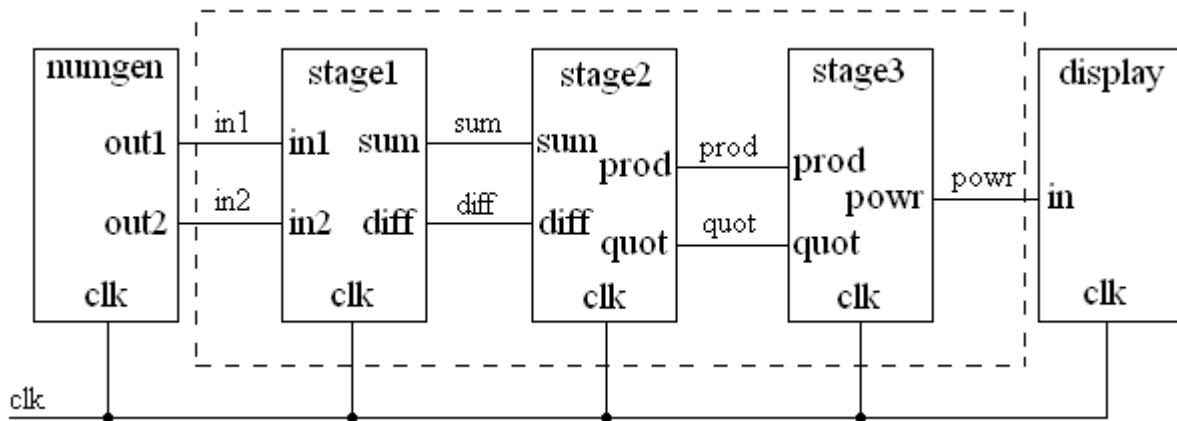 numgen
stage1
stage2
stage3
display
in1
sum
out1
in1
sum
sum
prod
prod
prod
powr
in2
diff
powr
in
out2
in2
diff
diff
quot
quot
quot
clk
clk
clk
clk
clk
clk